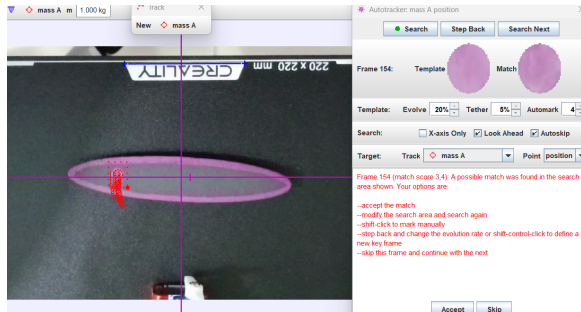 mass A m 1.000 kg
Track
New mass A
CREALITY
220 x 220 mm
Autotracker: mass A position
Search Step Back Search Next
Frame 154: Template Match
Template: Evolve 20% Tether 5% Automark 4
Search: X-axis Only Look Ahead Autoskip
Target: Track mass A Point position
Frame 154 (match score 3,4): A possible match was found in the search
area shown. Your options are:
--accept the match
--modify the search area and search again
--shift-click to mark manually
--step back and change the evolution rate or shift-control-click to define a
new key frame
--skip this frame and continue with the next
Accept Skip